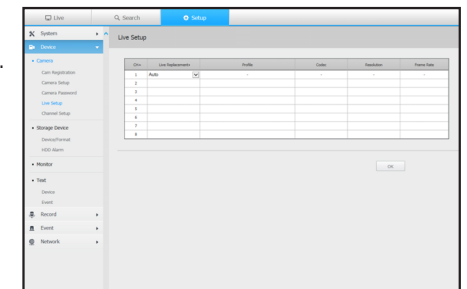 Live
Search
Setup
System
Device
Camera
Cam Registration
Camera Setup
Camera Password
Live Setup
Channel Setup
Storage Device
Device/Format
HDD Alarm
Monitor
Text
Device
Event
Record
Event
Network
Live Setup
CH Live Replacement Profile Codec Resolution Frame Rate
1 Auto - - - -
2
3
4
5
6
7
8
OK